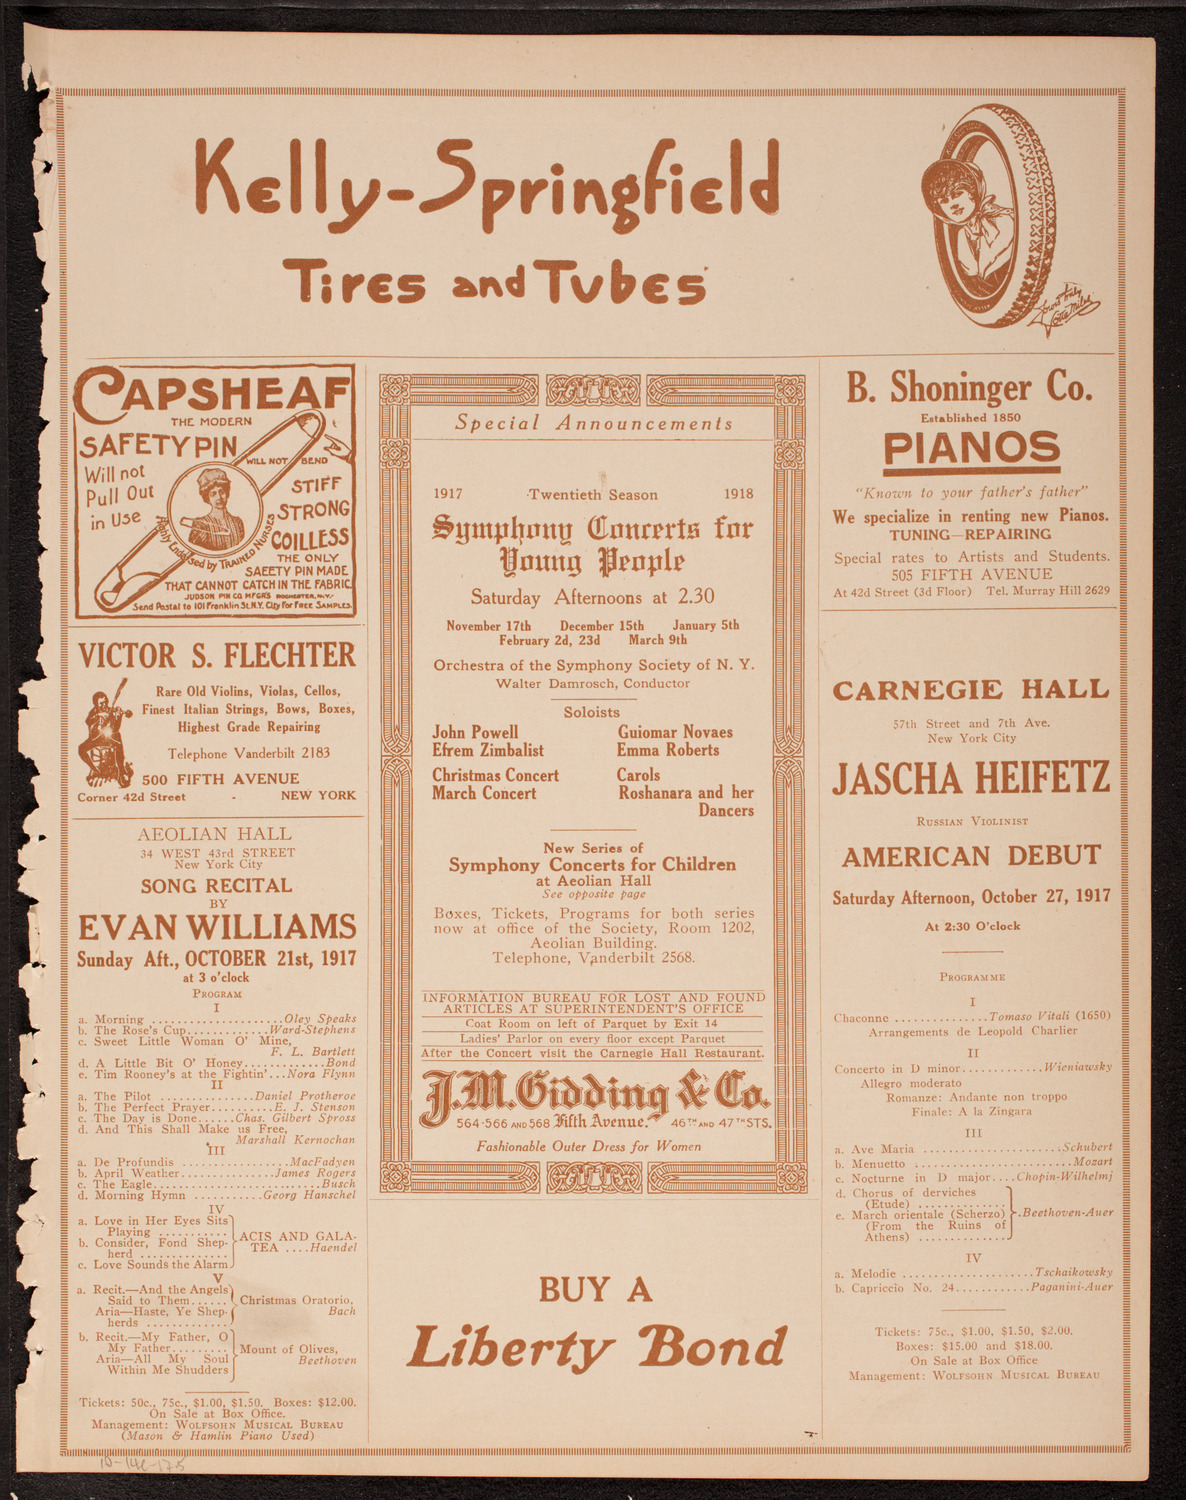 Kelly-Springfield
Tires and Tubes
Yours truly
Lotta Miles
CAPSHEAF
THE MODERN
SAFETY PIN
WILL NOT BEND
Will not
Pull Out
in Use
STIFF
STRONG
COILLESS
Highly Endorsed by TRAINED NURSES
THE ONLY
SAFETY PIN MADE
THAT CANNOT CATCH IN THE FABRIC
JUDSON PIN CO. MFGRS ROCHESTER, N.Y.
Send Postal to 101 Franklin St. N.Y. City for FREE SAMPLES.
VICTOR S. FLECHTER
Rare Old Violins, Violas, Cellos,
Finest Italian Strings, Bows, Boxes,
Highest Grade Repairing
Telephone Vanderbilt 2183
500 FIFTH AVENUE
Corner 42d Street - NEW YORK
AEOLIAN HALL
34 WEST 43rd STREET
New York City
SONG RECITAL
BY
EVAN WILLIAMS
Sunday Aft., OCTOBER 21st, 1917
at 3 o'clock
PROGRAM
I
a. Morning ..................... Oley Speaks
b. The Rose's Cup............. Ward-Stephens
c. Sweet Little Woman O' Mine,
F. L. Bartlett
d. A Little Bit O' Honey............. Bond
e. Tim Rooney's at the Fightin'... Nora Flynn
II
a. The Pilot ............... Daniel Protheroe
b. The Perfect Prayer.......... E. J. Stenson
c. The Day is Done...... Chas. Gilbert Spross
d. And This Shall Make us Free,
Marshall Kernochan
III
a. De Profundis .................. MacFadyen
b. April Weather............... James Rogers
c. The Eagle........................... Busch
d. Morning Hymn ........... Georg Hanschel
IV
a. Love in Her Eyes Sits
Playing ...........
b. Consider, Fond Shep-
herd ..............
c. Love Sounds the Alarm
ACIS AND GALA-
TEA .... Haendel
V
a. Recit.—And the Angels
Said to Them......
Aria—Haste, Ye Shep-
herds .............
Christmas Oratorio,
Bach
b. Recit.—My Father, O
My Father.........
Aria—All My Soul
Within Me Shudders
Mount of Olives,
Beethoven
Tickets: 50c., 75c., $1.00, $1.50. Boxes: $12.00.
On Sale at Box Office.
Management: WOLFSOHN MUSICAL BUREAU
(Mason & Hamlin Piano Used)
Special Announcements
1917 Twentieth Season 1918
Symphony Concerts for
Young People
Saturday Afternoons at 2.30
November 17th December 15th January 5th
February 2d, 23d March 9th
Orchestra of the Symphony Society of N. Y.
Walter Damrosch, Conductor
Soloists
John Powell Guiomar Novaes
Efrem Zimbalist Emma Roberts
Christmas Concert Carols
March Concert Roshanara and her
Dancers
New Series of
Symphony Concerts for Children
at Aeolian Hall
See opposite page
Boxes, Tickets, Programs for both series
now at office of the Society, Room 1202,
Aeolian Building.
Telephone, Vanderbilt 2568.
INFORMATION BUREAU FOR LOST AND FOUND
ARTICLES AT SUPERINTENDENT'S OFFICE
Coat Room on left of Parquet by Exit 14
Ladies' Parlor on every floor except Parquet
After the Concert visit the Carnegie Hall Restaurant.
J.M. Gidding & Co.
564-566 AND 568 Fifth Avenue. 46TH AND 47TH STS.
Fashionable Outer Dress for Women
BUY A
Liberty Bond
B. Shoninger Co.
Established 1850
PIANOS
"Known to your father's father"
We specialize in renting new Pianos.
TUNING—REPAIRING
Special rates to Artists and Students.
505 FIFTH AVENUE
At 42d Street (3d Floor) Tel. Murray Hill 2629
CARNEGIE HALL
57th Street and 7th Ave.
New York City
JASCHA HEIFETZ
RUSSIAN VIOLINIST
AMERICAN DEBUT
Saturday Afternoon, October 27, 1917
At 2:30 O'clock
PROGRAMME
I
Chaconne .............. Tomaso Vitali (1650)
Arrangements de Leopold Charlier
II
Concerto in D minor............ Wieniawsky
Allegro moderato
Romanze: Andante non troppo
Finale: A la Zingara
III
a. Ave Maria ..................... Schubert
b. Menuetto ........................ Mozart
c. Nocturne in D major.... Chopin-Wilhelmj
d. Chorus of derviches
(Etude) .............
e. March orientale (Scherzo)
(From the Ruins of
Athens) .............
Beethoven-Auer
IV
a. Melodie .................... Tschaikowsky
b. Capriccio No. 24........... Paganini-Auer
Tickets: 75c., $1.00, $1.50, $2.00.
Boxes: $15.00 and $18.00.
On Sale at Box Office
Management: WOLFSOHN MUSICAL BUREAU